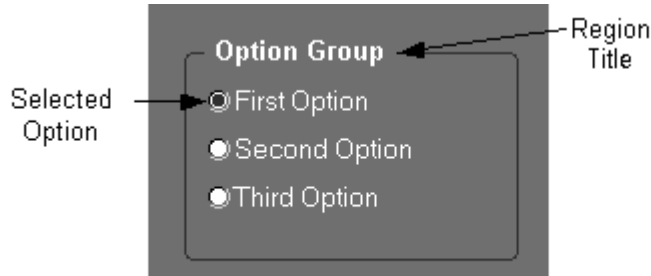 Option Group
Region
Title
Selected
Option
First Option
Second Option
Third Option